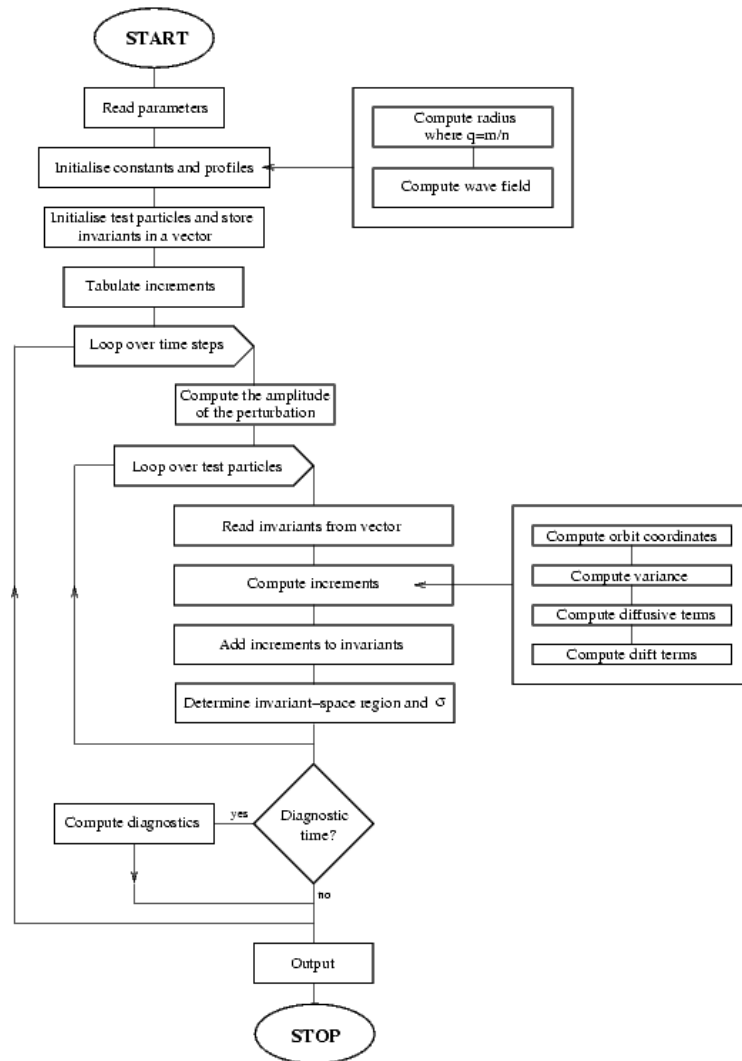 START
Read parameters
Initialise constants and profiles
Compute radius
where q=m/n
Compute wave field
Initialise test particles and store
invariants in a vector
Tabulate increments
Loop over time steps
Compute the amplitude
of the perturbation
Loop over test particles
Read invariants from vector
Compute increments
Add increments to invariants
Determine invariant–space region and σ
Compute orbit coordinates
Compute variance
Compute diffusive terms
Compute drift terms
Diagnostic
time?
yes
Compute diagnostics
no
Output
STOP